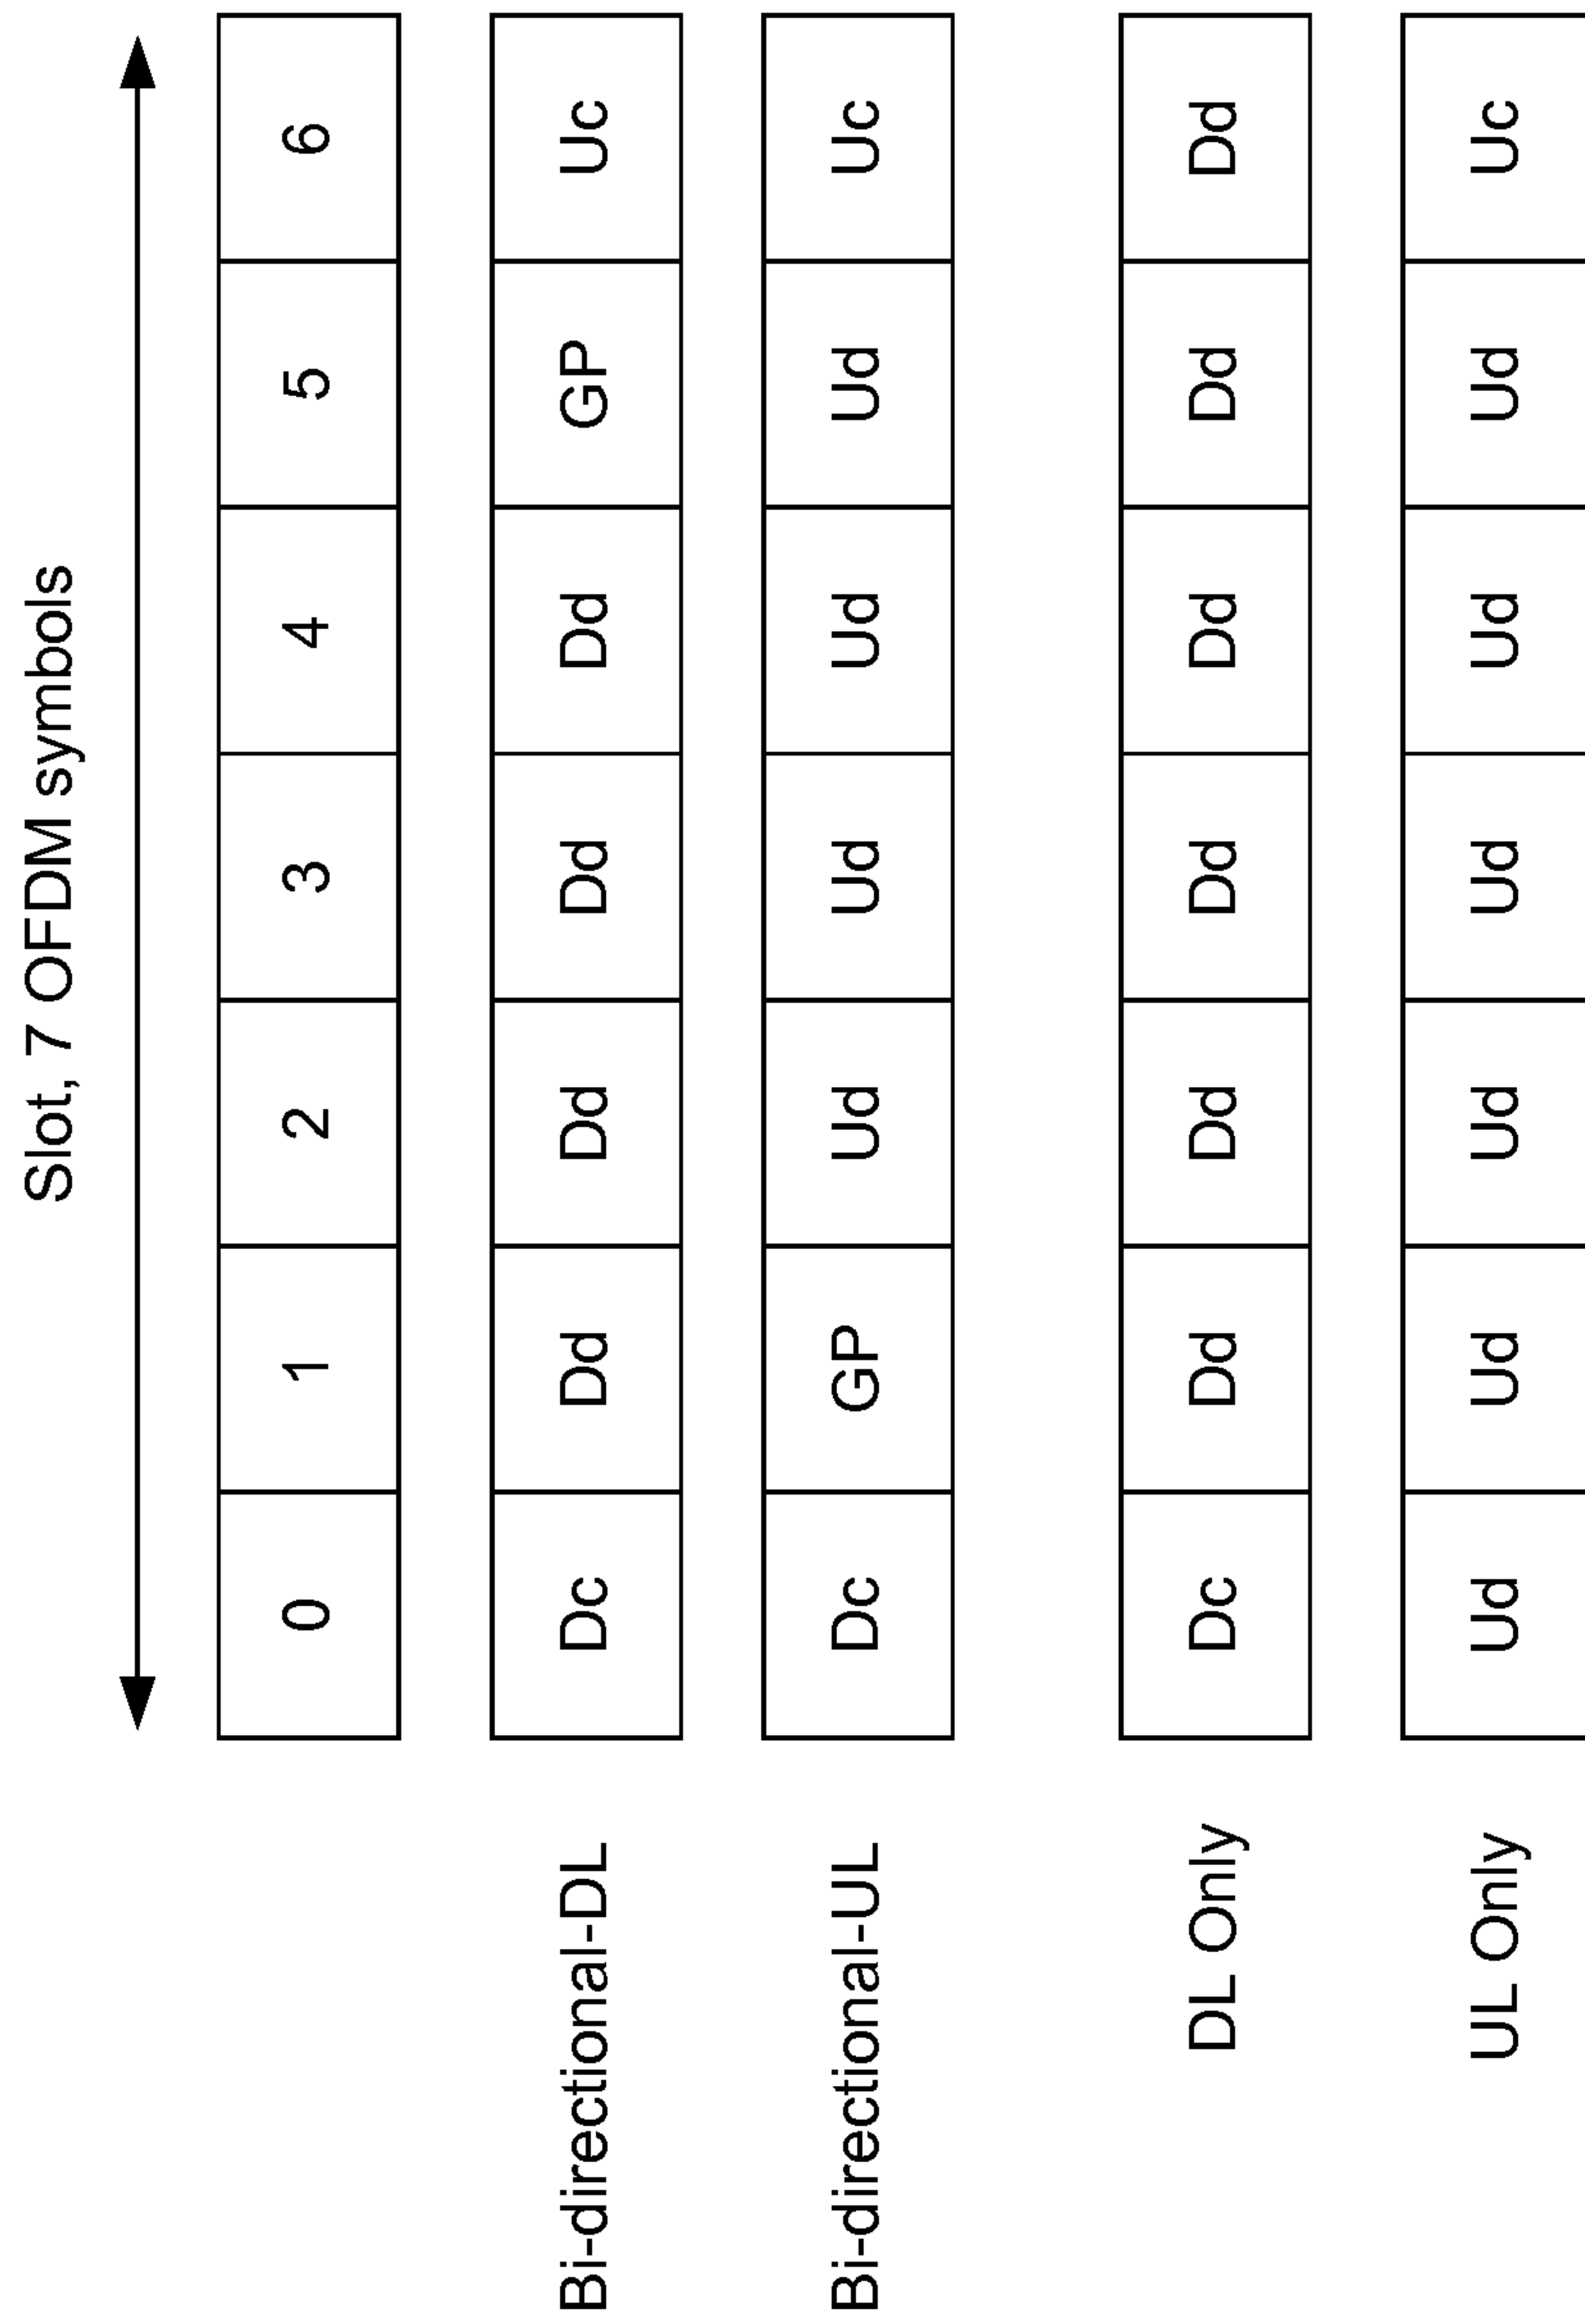 Slot, 7 OFDM symbols
0 1 2 3 4 5 6
Bi-directional-DL Dc Dd Dd Dd Dd GP Uc
Bi-directional-UL Dc GP Ud Ud Ud Ud Uc
DL Only Dc Dd Dd Dd Dd Dd Dd
UL Only Ud Ud Ud Ud Ud Ud Uc